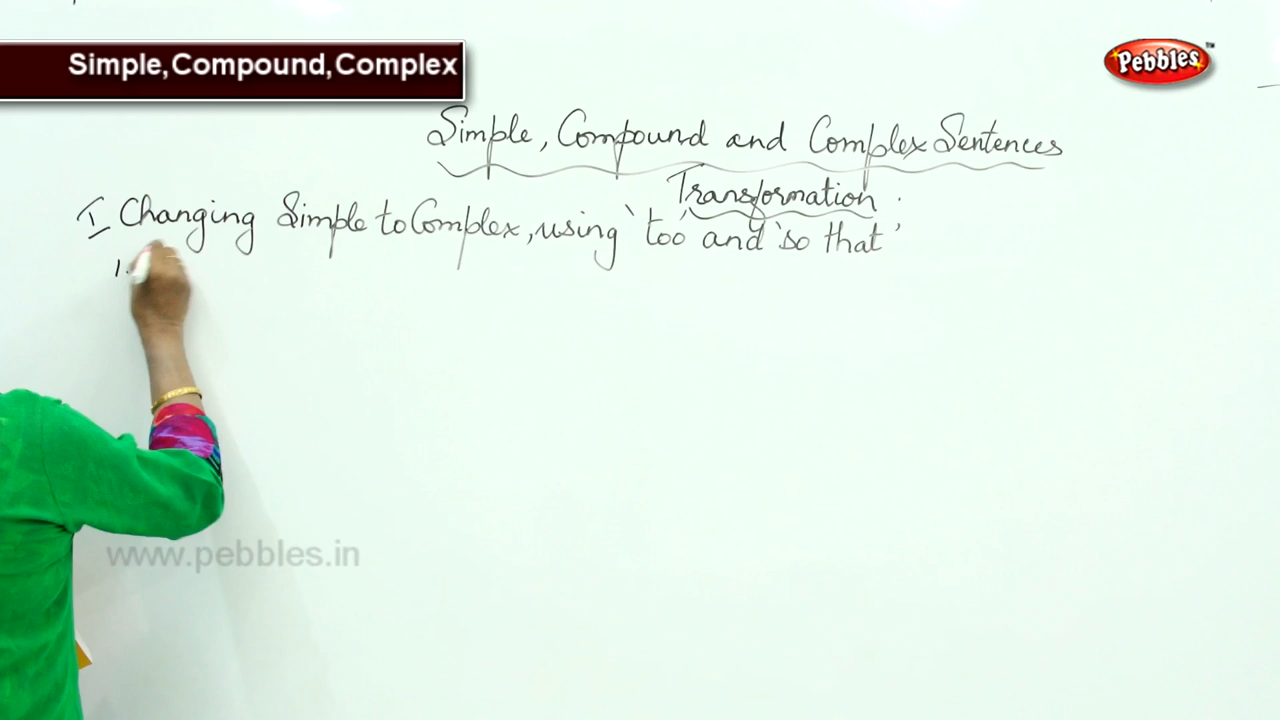 Simple,Compound,Complex
Pebbles™
Simple, Compound and Complex Sentences
Transformation.
I Changing Simple to Complex, using 'too' and 'so that'
1.
www.pebbles.in